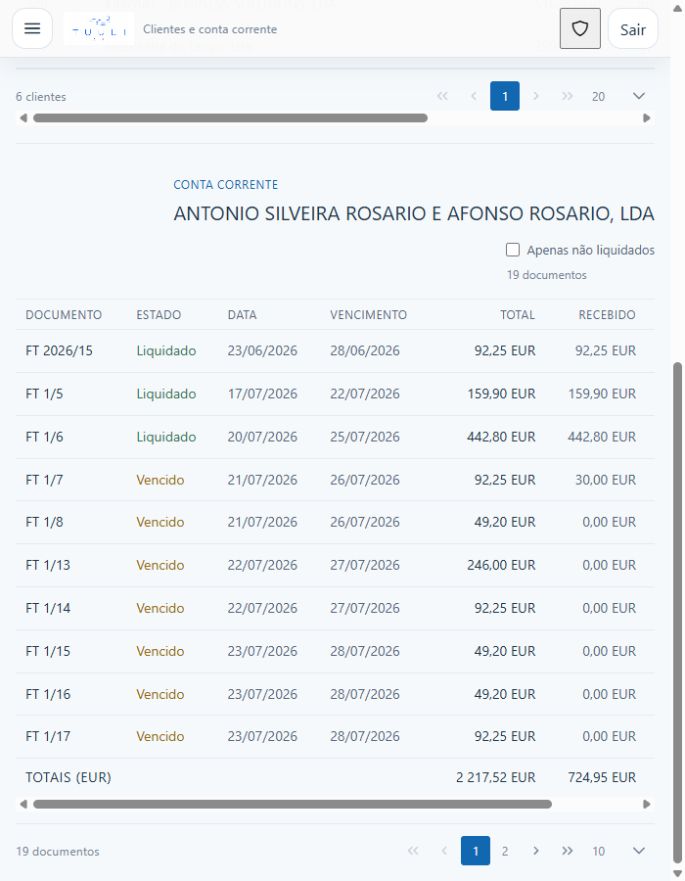 TUULI Clientes e conta corrente Sair
6 clientes « ‹ 1 › » 20
CONTA CORRENTE
ANTONIO SILVEIRA ROSARIO E AFONSO ROSARIO, LDA
Apenas não liquidados
19 documentos
DOCUMENTO ESTADO DATA VENCIMENTO TOTAL RECEBIDO
FT 2026/15 Liquidado 23/06/2026 28/06/2026 92,25 EUR 92,25 EUR
FT 1/5 Liquidado 17/07/2026 22/07/2026 159,90 EUR 159,90 EUR
FT 1/6 Liquidado 20/07/2026 25/07/2026 442,80 EUR 442,80 EUR
FT 1/7 Vencido 21/07/2026 26/07/2026 92,25 EUR 30,00 EUR
FT 1/8 Vencido 21/07/2026 26/07/2026 49,20 EUR 0,00 EUR
FT 1/13 Vencido 22/07/2026 27/07/2026 246,00 EUR 0,00 EUR
FT 1/14 Vencido 22/07/2026 27/07/2026 92,25 EUR 0,00 EUR
FT 1/15 Vencido 23/07/2026 28/07/2026 49,20 EUR 0,00 EUR
FT 1/16 Vencido 23/07/2026 28/07/2026 49,20 EUR 0,00 EUR
FT 1/17 Vencido 23/07/2026 28/07/2026 92,25 EUR 0,00 EUR
TOTAIS (EUR) 2 217,52 EUR 724,95 EUR
19 documentos « ‹ 1 2 › » 10